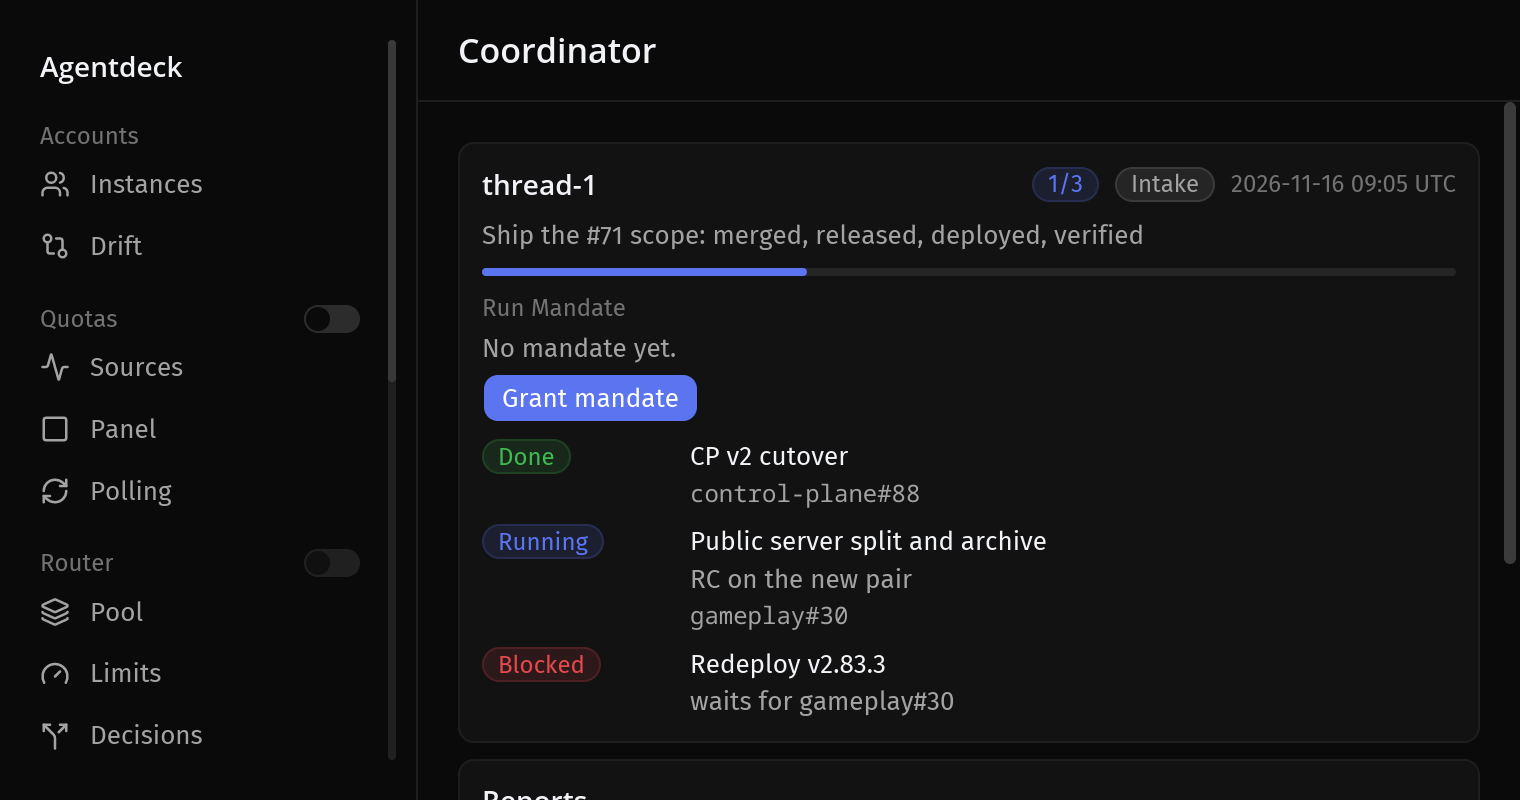 Agentdeck
Accounts
Instances
Drift
Quotas
Sources
Panel
Polling
Router
Pool
Limits
Decisions
Coordinator
thread-1
1/3
Intake
2026-11-16 09:05 UTC
Ship the #71 scope: merged, released, deployed, verified
Run Mandate
No mandate yet.
Grant mandate
Done
CP v2 cutover
control-plane#88
Running
Public server split and archive
RC on the new pair
gameplay#30
Blocked
Redeploy v2.83.3
waits for gameplay#30
Reports